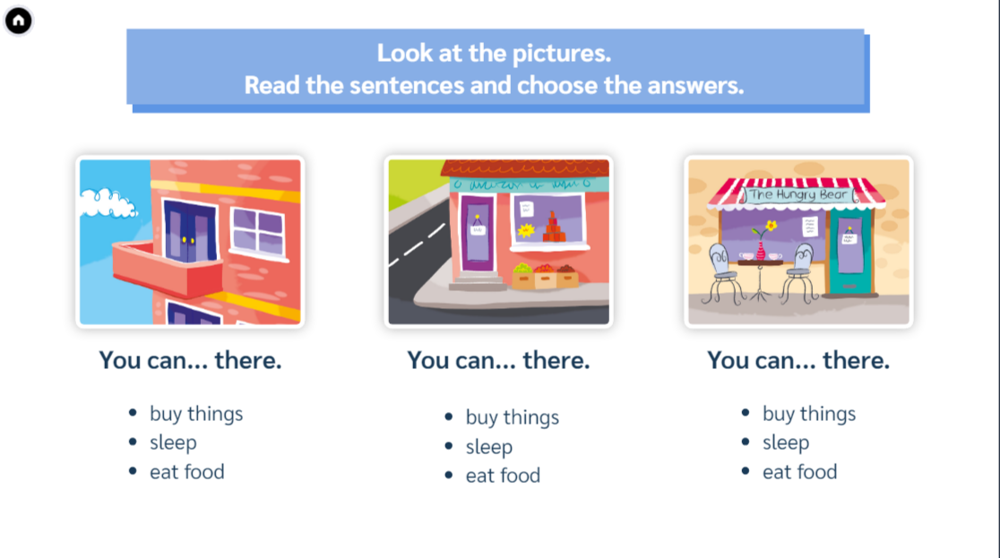 Look at the pictures.
Read the sentences and choose the answers.
The Hungry Bear
You can... there.
• buy things
• sleep
• eat food
You can... there.
• buy things
• sleep
• eat food
You can... there.
• buy things
• sleep
• eat food